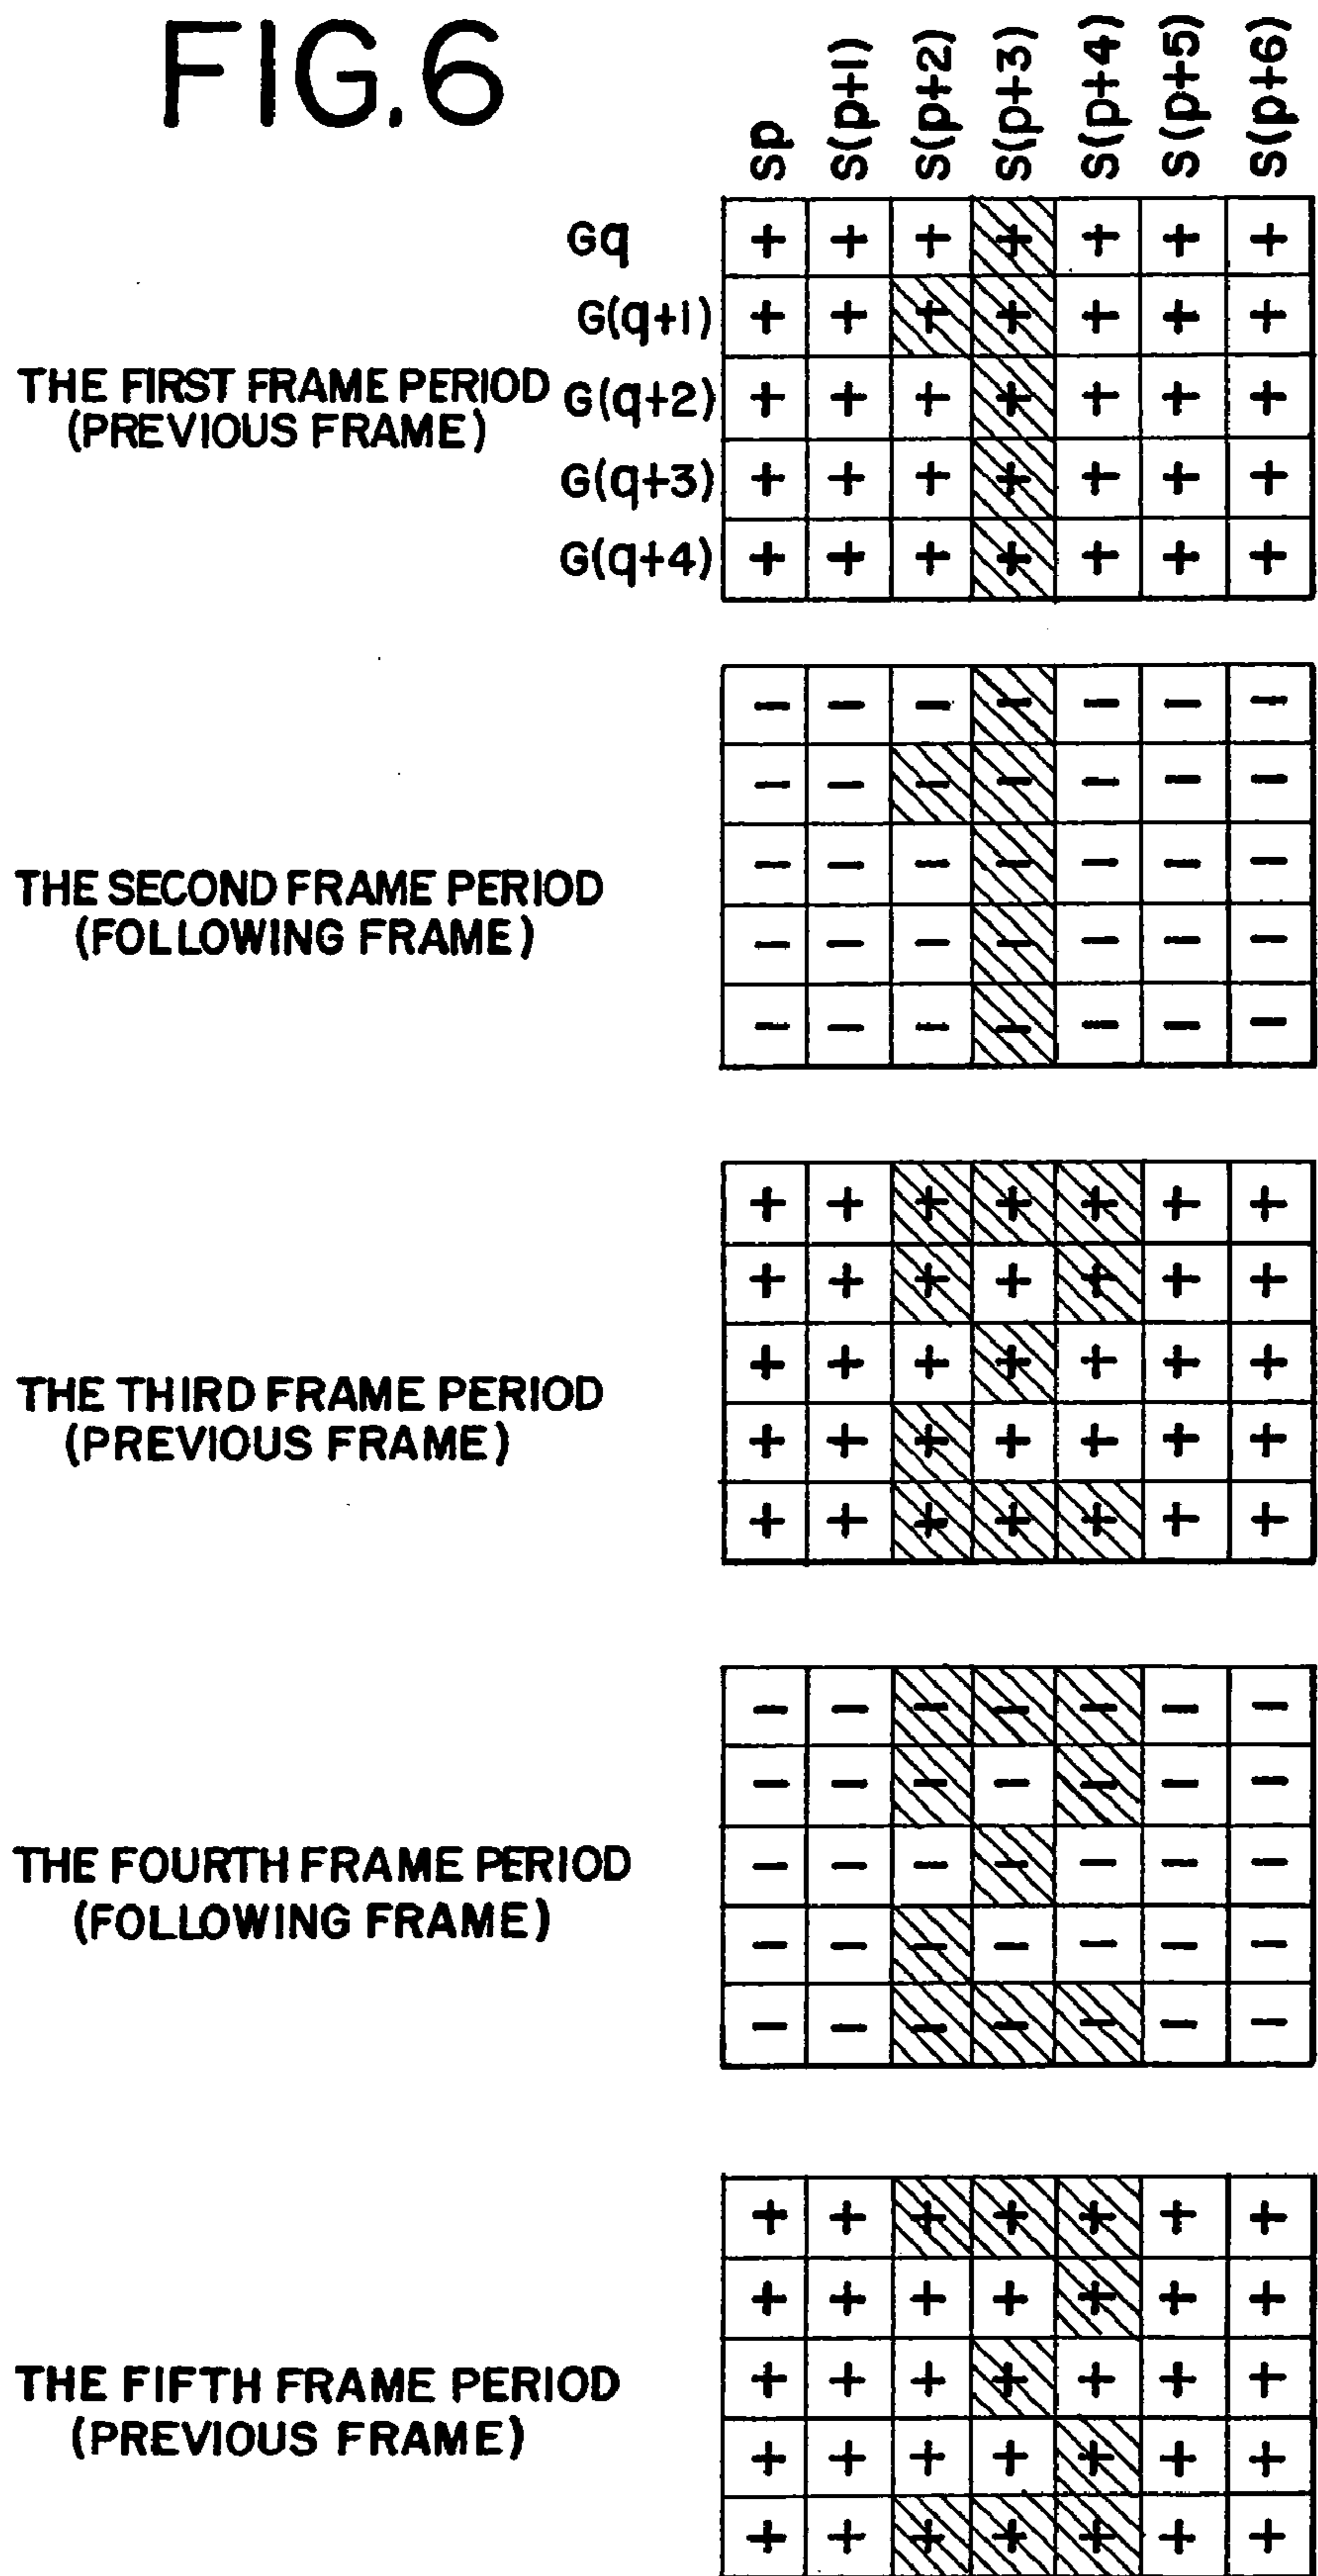 FIG.6
Sp S(p+1) S(p+2) S(p+3) S(p+4) S(p+5) S(p+6)
Gq + + + + + + +
G(q+1) + + + + + + +
THE FIRST FRAME PERIOD
(PREVIOUS FRAME)
G(q+2) + + + + + + +
G(q+3) + + + + + + +
G(q+4) + + + + + + +
− − − − − − −
− − − − − − −
THE SECOND FRAME PERIOD
(FOLLOWING FRAME)
− − − − − − −
− − − − − − −
− − − − − − −
+ + + + + + +
+ + + + + + +
THE THIRD FRAME PERIOD
(PREVIOUS FRAME)
+ + + + + + +
+ + + + + + +
+ + + + + + +
− − − − − − −
− − − − − − −
THE FOURTH FRAME PERIOD
(FOLLOWING FRAME)
− − − − − − −
− − − − − − −
− − − − − − −
+ + + + + + +
+ + + + + + +
THE FIFTH FRAME PERIOD
(PREVIOUS FRAME)
+ + + + + + +
+ + + + + + +
+ + + + + + +